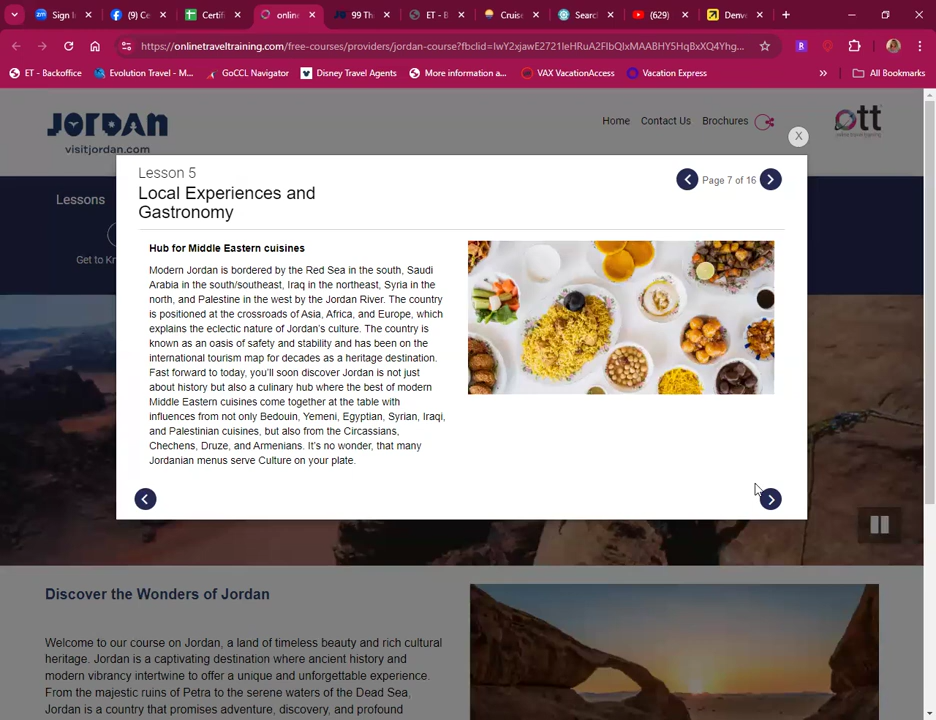 Sign I
(9) Ce
Certifi
online
99 Thi
ET - B
Cruise
Searc
(629)
Denve
https://onlinetraveltraining.com/free-courses/providers/jordan-course?fbclid=IwY2xjawE2721leHRuA2FlbQIxMAABHY5HqBxXQ4Yhg...
ET - Backoffice
Evolution Travel - M...
GoCCL Navigator
Disney Travel Agents
More information a...
VAX VacationAccess
Vacation Express
All Bookmarks
JORDAN
visitjordan.com
Home
Contact Us
Brochures
ott
X
Lessons
Get to Kn
Lesson 5
Local Experiences and
Gastronomy
Page 7 of 16
Hub for Middle Eastern cuisines
Modern Jordan is bordered by the Red Sea in the south, Saudi
Arabia in the south/southeast, Iraq in the northeast, Syria in the
north, and Palestine in the west by the Jordan River. The country
is positioned at the crossroads of Asia, Africa, and Europe, which
explains the eclectic nature of Jordan's culture. The country is
known as an oasis of safety and stability and has been on the
international tourism map for decades as a heritage destination.
Fast forward to today, you'll soon discover Jordan is not just
about history but also a culinary hub where the best of modern
Middle Eastern cuisines come together at the table with
influences from not only Bedouin, Yemeni, Egyptian, Syrian, Iraqi,
and Palestinian cuisines, but also from the Circassians,
Chechens, Druze, and Armenians. It's no wonder, that many
Jordanian menus serve Culture on your plate.
Discover the Wonders of Jordan
Welcome to our course on Jordan, a land of timeless beauty and rich cultural
heritage. Jordan is a captivating destination where ancient history and
modern vibrancy intertwine to offer a unique and unforgettable experience.
From the majestic ruins of Petra to the serene waters of the Dead Sea,
Jordan is a country that promises adventure, discovery, and profound